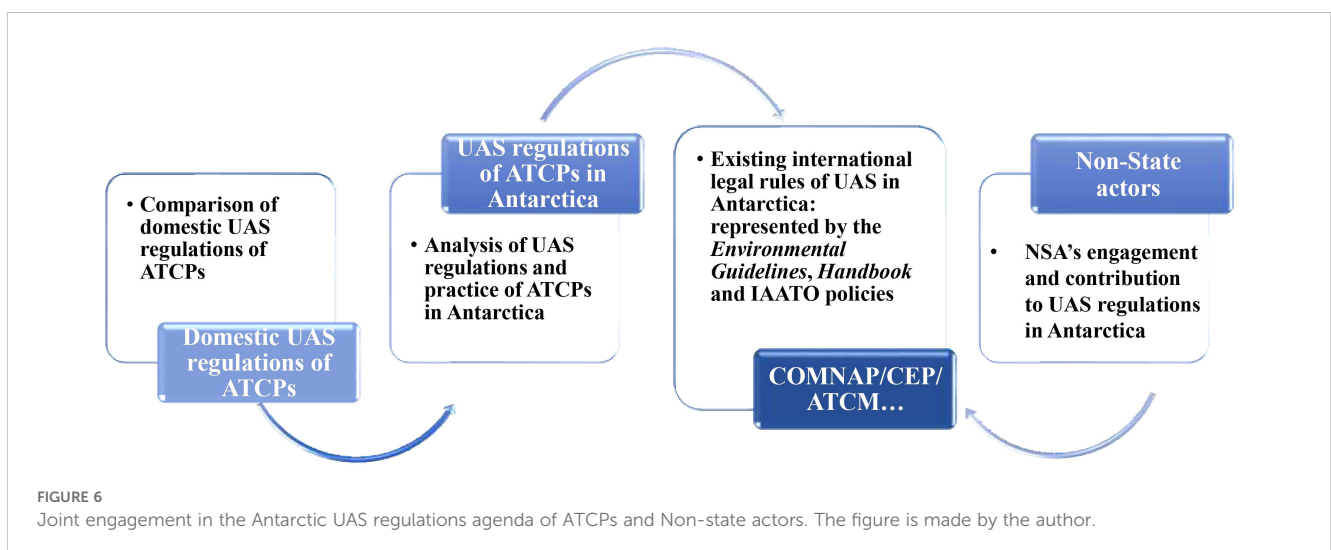 • Comparison of
domestic UAS
regulations of
ATCPs
Domestic UAS
regulations of
ATCPs
UAS regulations
of ATCPs in
Antarctica
• Analysis of UAS
regulations and
practice of ATCPs
in Antarctica
• Existing international
legal rules of UAS in
Antarctica:
represented by the
Environmental
Guidelines, Handbook
and IAATO policies
COMNAP/CEP/
ATCM…
Non-State
actors
• NSA’s engagement
and contribution
to UAS regulations
in Antarctica
FIGURE 6
Joint engagement in the Antarctic UAS regulations agenda of ATCPs and Non-state actors. The figure is made by the author.